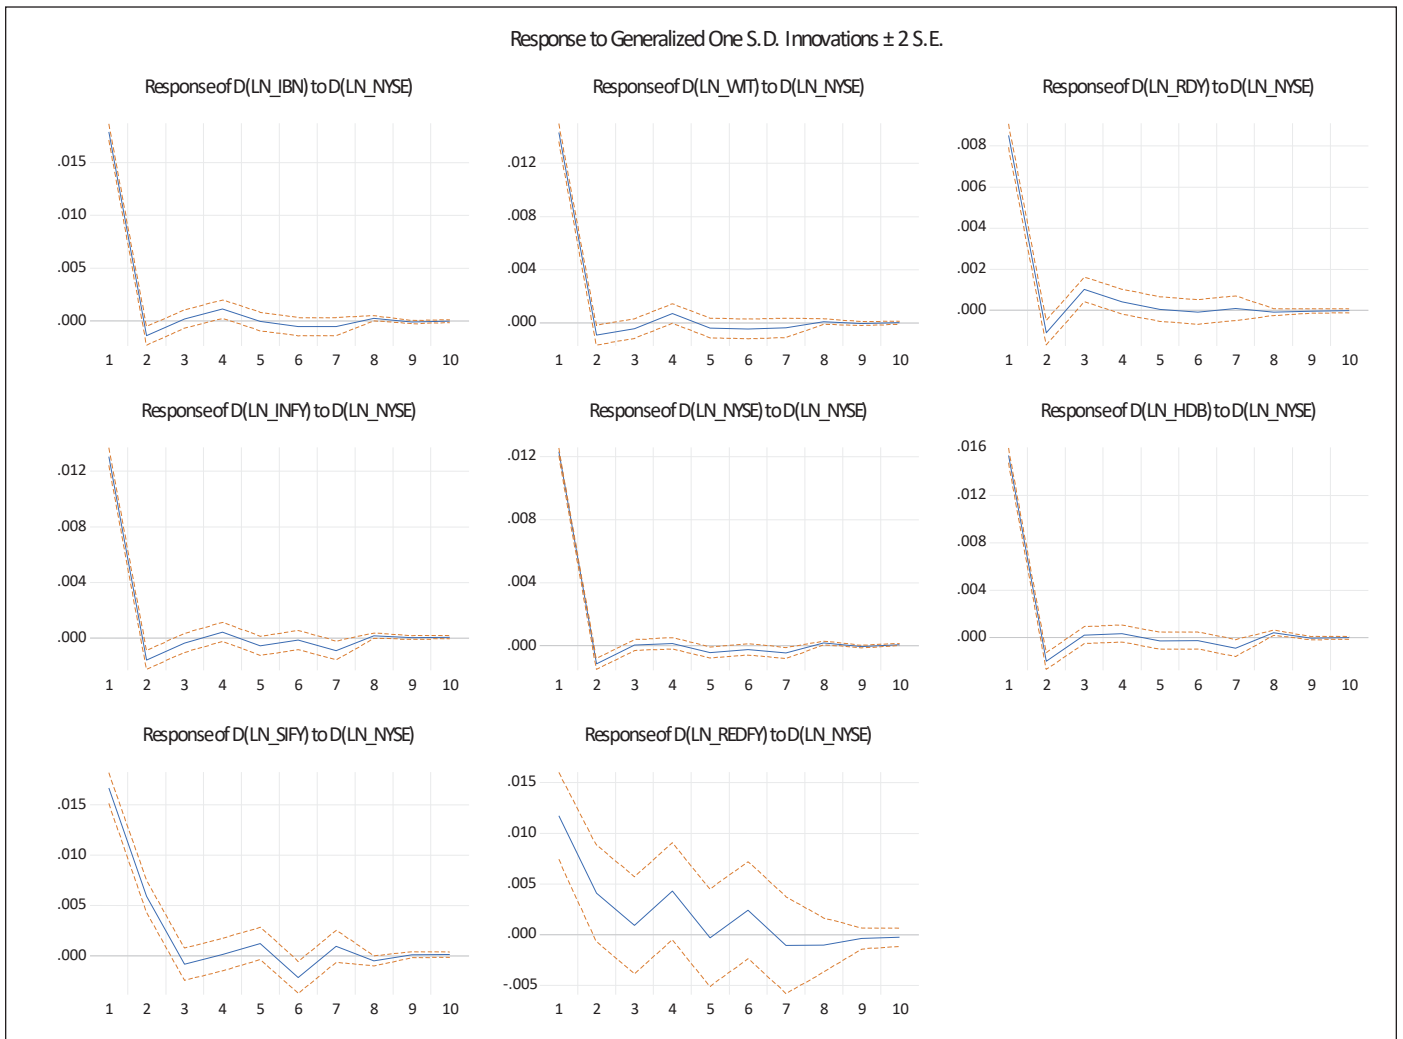 Response to Generalized One S.D. Innovations ± 2 S.E.
Response of D(LN_IBN) to D(LN_NYSE)
.015
.010
.005
.000
1 2 3 4 5 6 7 8 9 10
Response of D(LN_WIT) to D(LN_NYSE)
.012
.008
.004
.000
1 2 3 4 5 6 7 8 9 10
Response of D(LN_RDY) to D(LN_NYSE)
.008
.006
.004
.002
.000
1 2 3 4 5 6 7 8 9 10
Response of D(LN_INFY) to D(LN_NYSE)
.012
.008
.004
.000
1 2 3 4 5 6 7 8 9 10
Response of D(LN_NYSE) to D(LN_NYSE)
.012
.008
.004
.000
1 2 3 4 5 6 7 8 9 10
Response of D(LN_HDB) to D(LN_NYSE)
.016
.012
.008
.004
.000
1 2 3 4 5 6 7 8 9 10
Response of D(LN_SIFY) to D(LN_NYSE)
.015
.010
.005
.000
1 2 3 4 5 6 7 8 9 10
Response of D(LN_REDFY) to D(LN_NYSE)
.015
.010
.005
.000
-.005
1 2 3 4 5 6 7 8 9 10